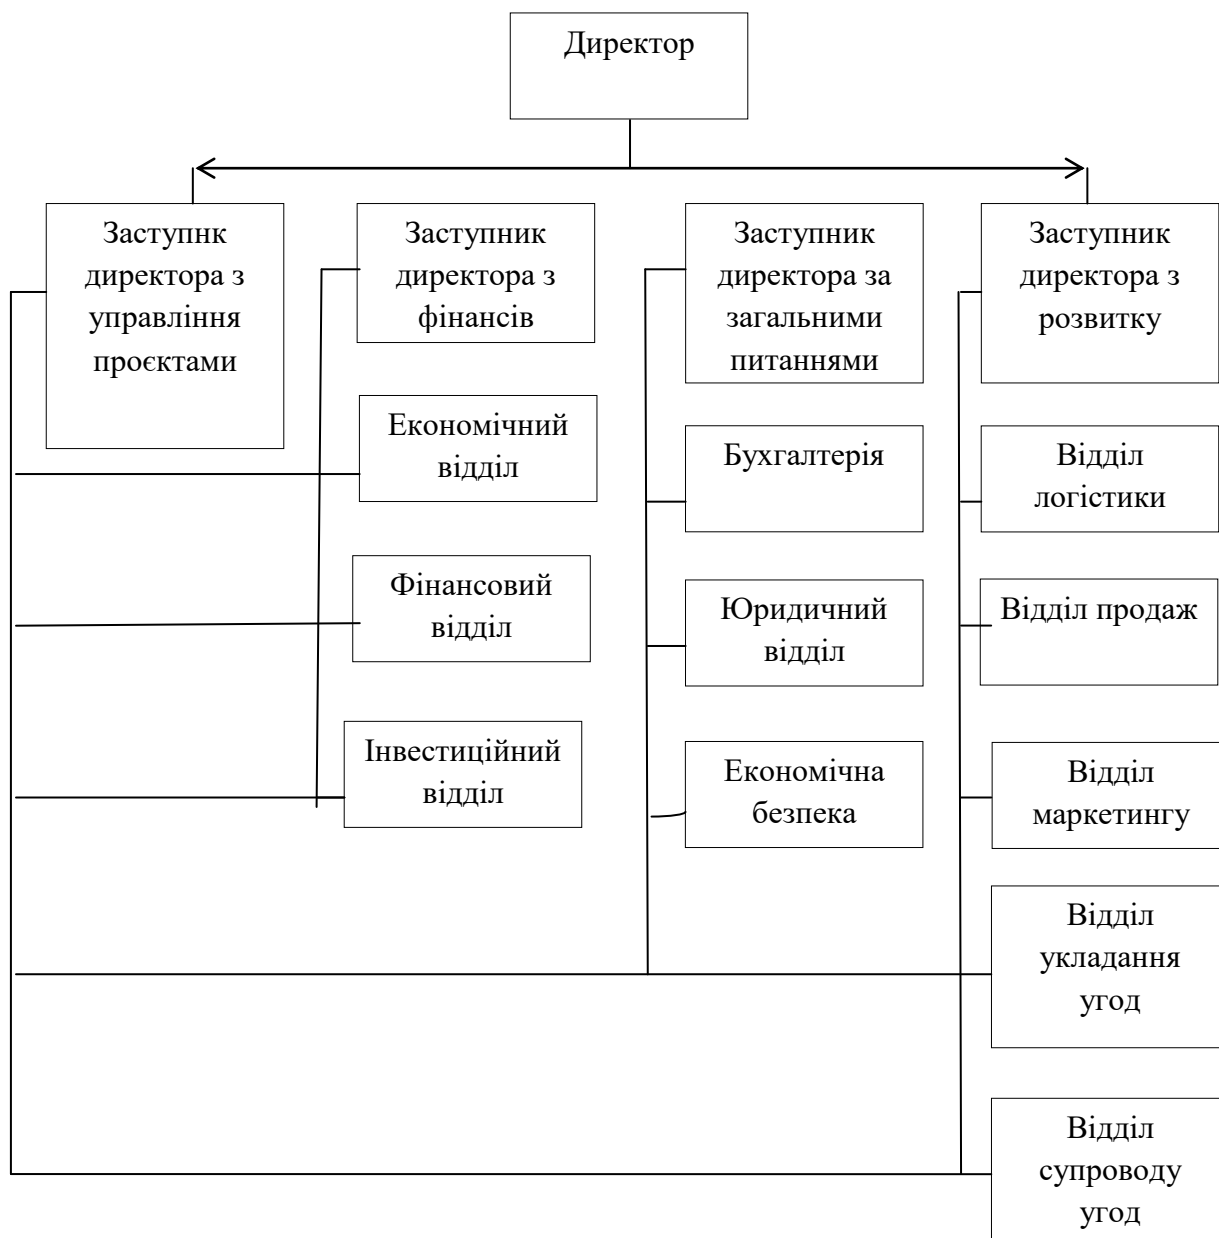 Директор
Заступнк
директора з
управління
проєктами
Заступник
директора з
фінансів
Заступник
директора за
загальними
питаннями
Заступник
директора з
розвитку
Економічний
відділ
Бухгалтерія
Відділ
логістики
Фінансовий
відділ
Юридичний
відділ
Відділ продаж
Інвестиційний
відділ
Економічна
безпека
Відділ
маркетингу
Відділ
укладання
угод
Відділ
супроводу
угод